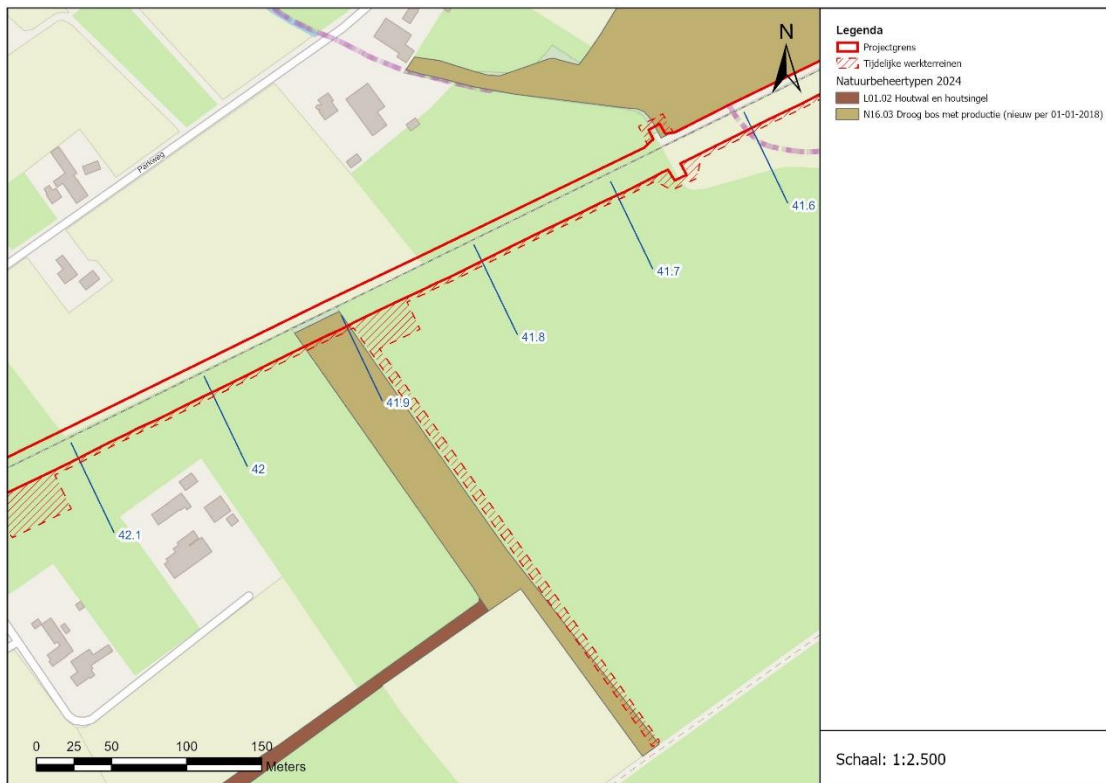 Parkweg
N
41.6
41.7
41.8
41.9
42
42.1
0 25 50 100 150
Meters
Legenda
Projectgrens
Tijdelijke werkterreinen
Natuurbeheertypen 2024
L01.02 Houtwal en houtsingel
N16.03 Droog bos met productie (nieuw per 01-01-2018)
Schaal: 1:2.500